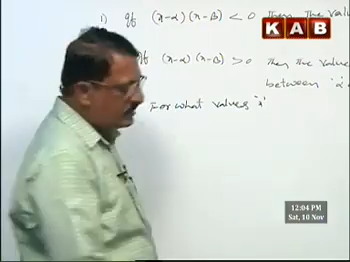 1) If (x-α) (x-β) < 0 Then the valu
KAB
If (x-α) (x-β) > 0 Then the value
between 'α'
For what values 'x'
12:04 PM
Sat, 10 Nov